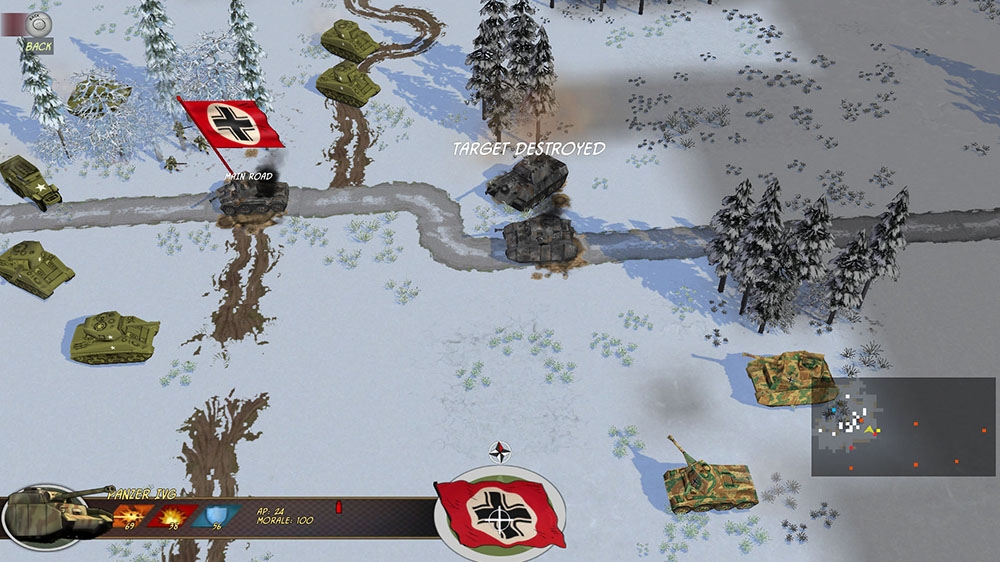 BACK
TARGET DESTROYED
MAIN ROAD
PANZER IVG
69
38
56
AP: 24
MORALE: 100